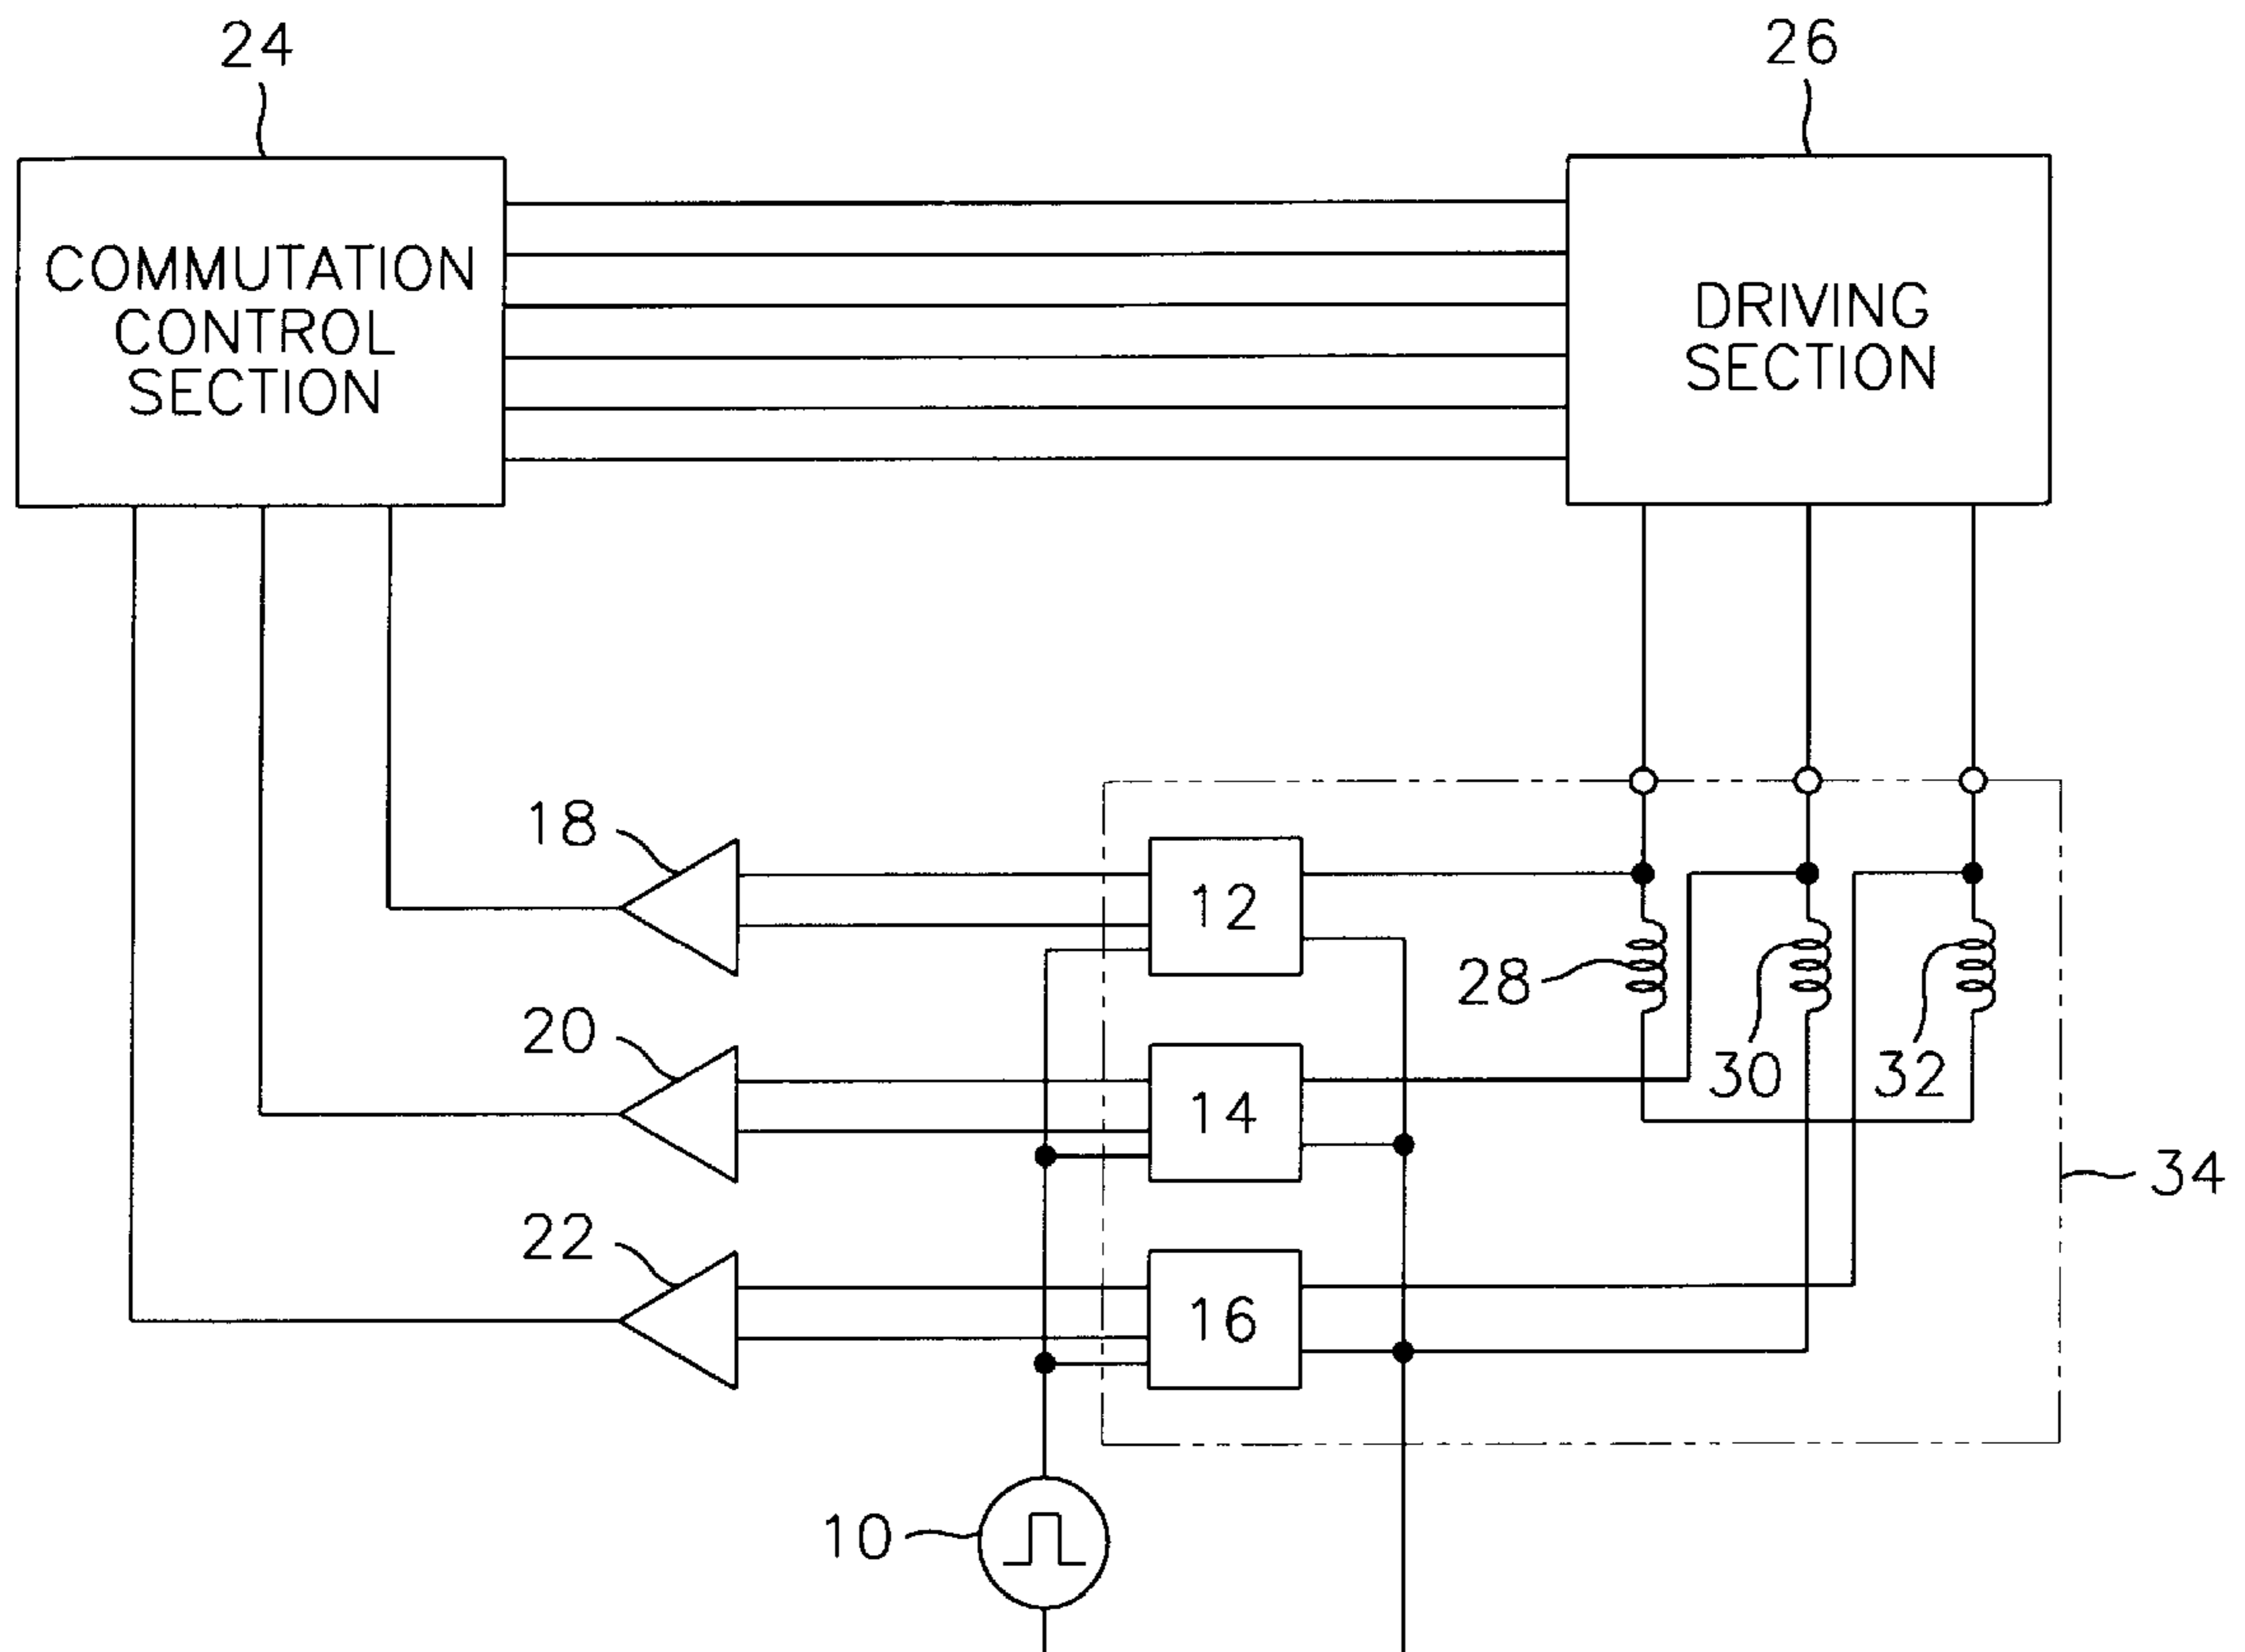 24
26
COMMUTATION
CONTROL
SECTION
DRIVING
SECTION
18
12
28
20
30
32
14
34
22
16
10